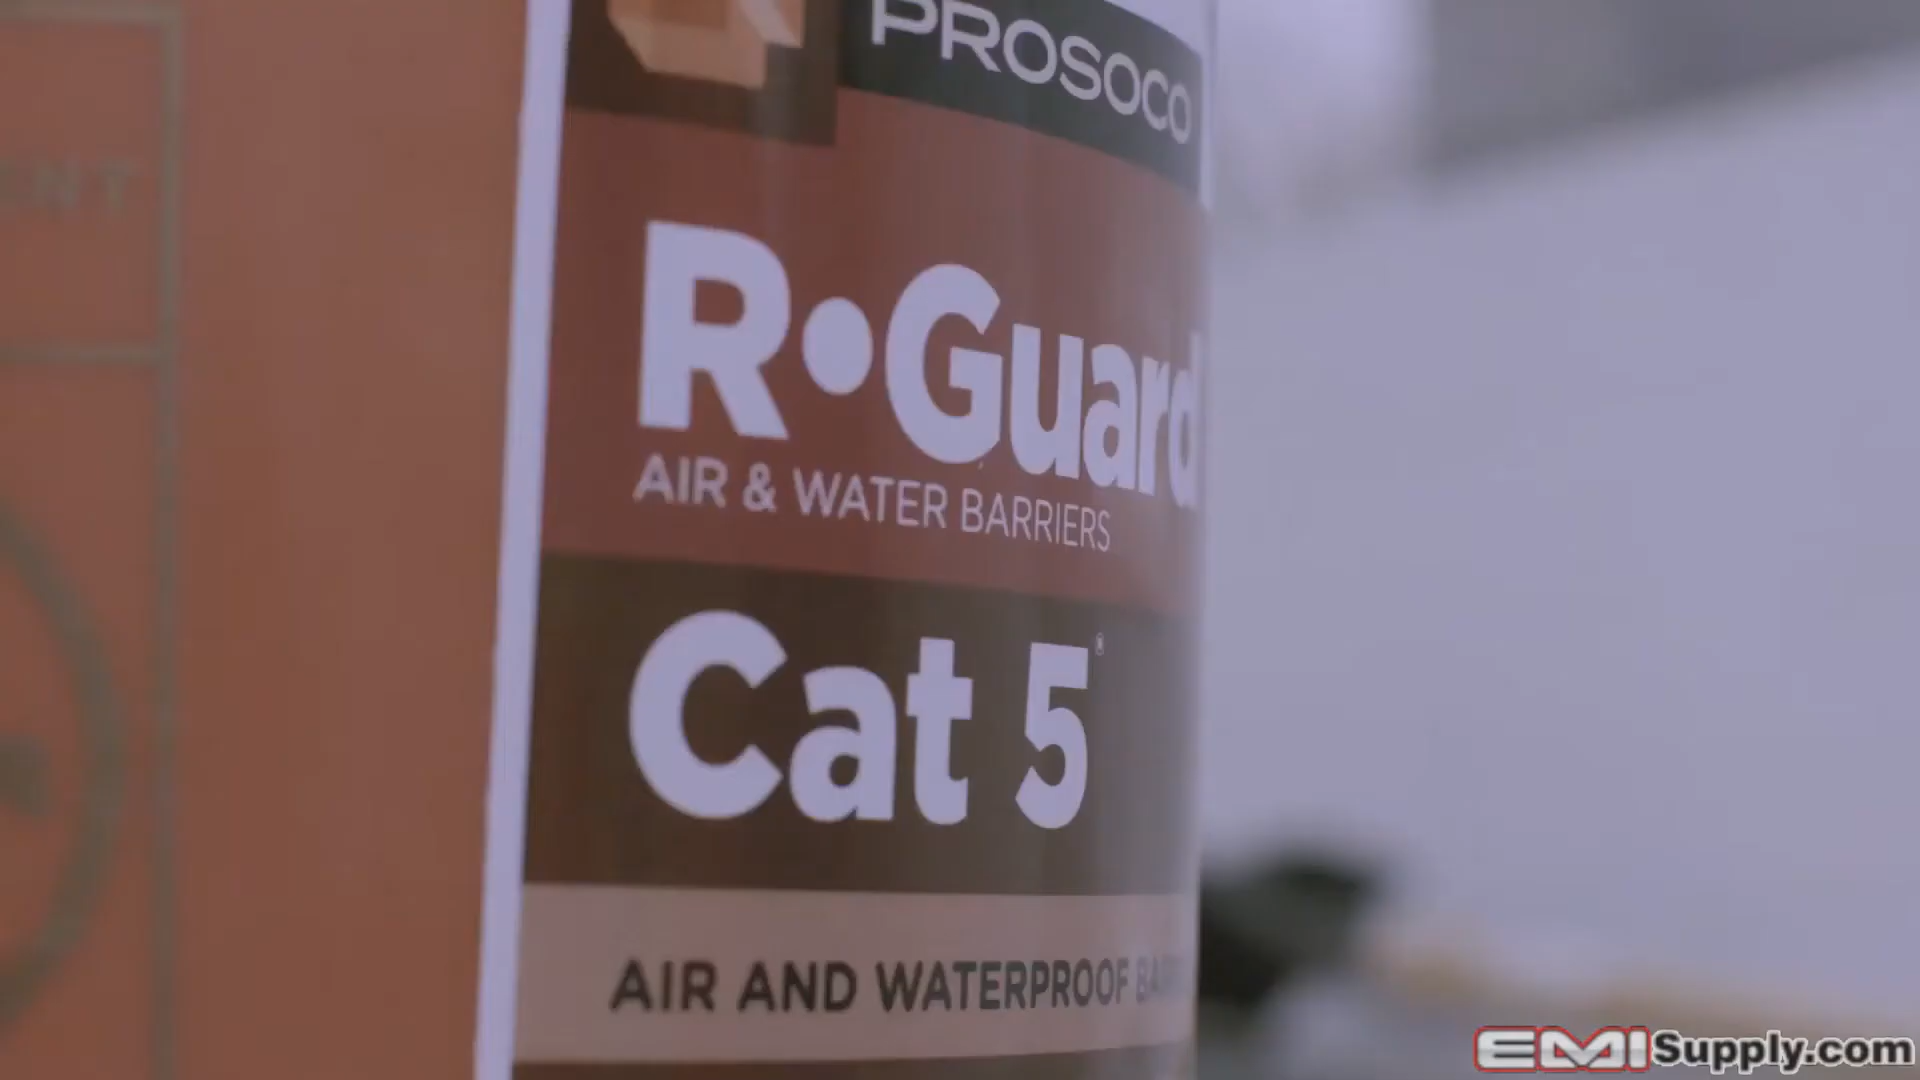 PROSOCO
R•Guard
AIR & WATER BARRIERS
Cat 5®
AIR AND WATERPROOF
EMISupply.com